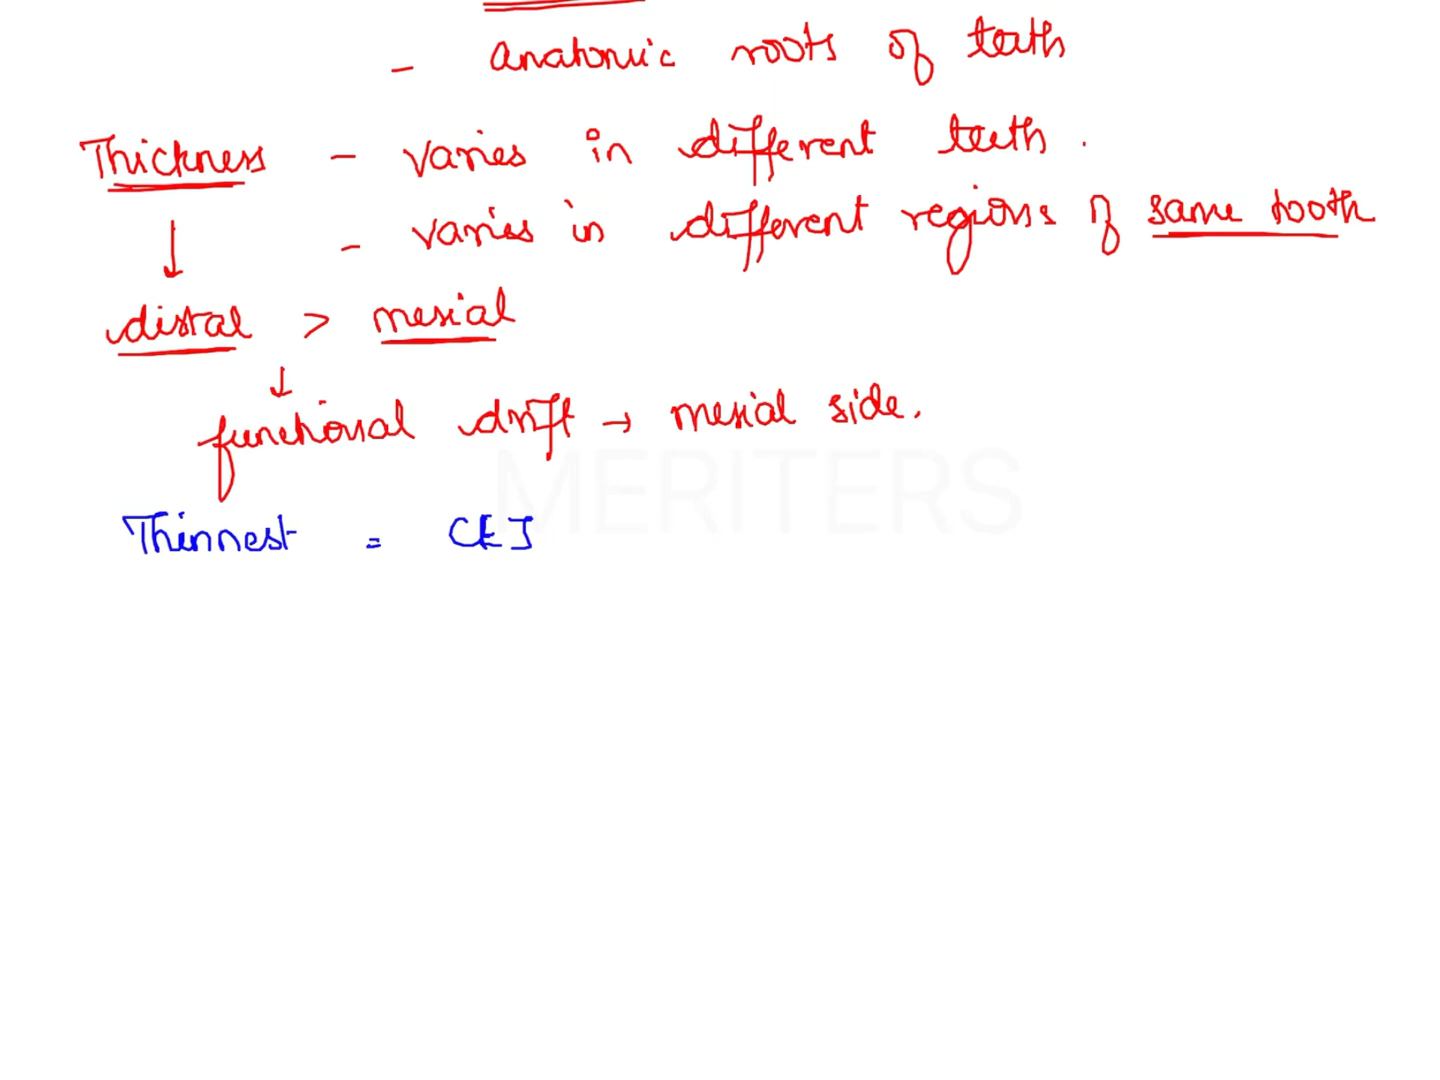 - anatomic roots of teeth
Thickness - varies in different teeth.
- varies in different regions of same tooth
↓
distal > mesial
↓
functional drift → mesial side.
MERITERS
Thinnest = CEJ